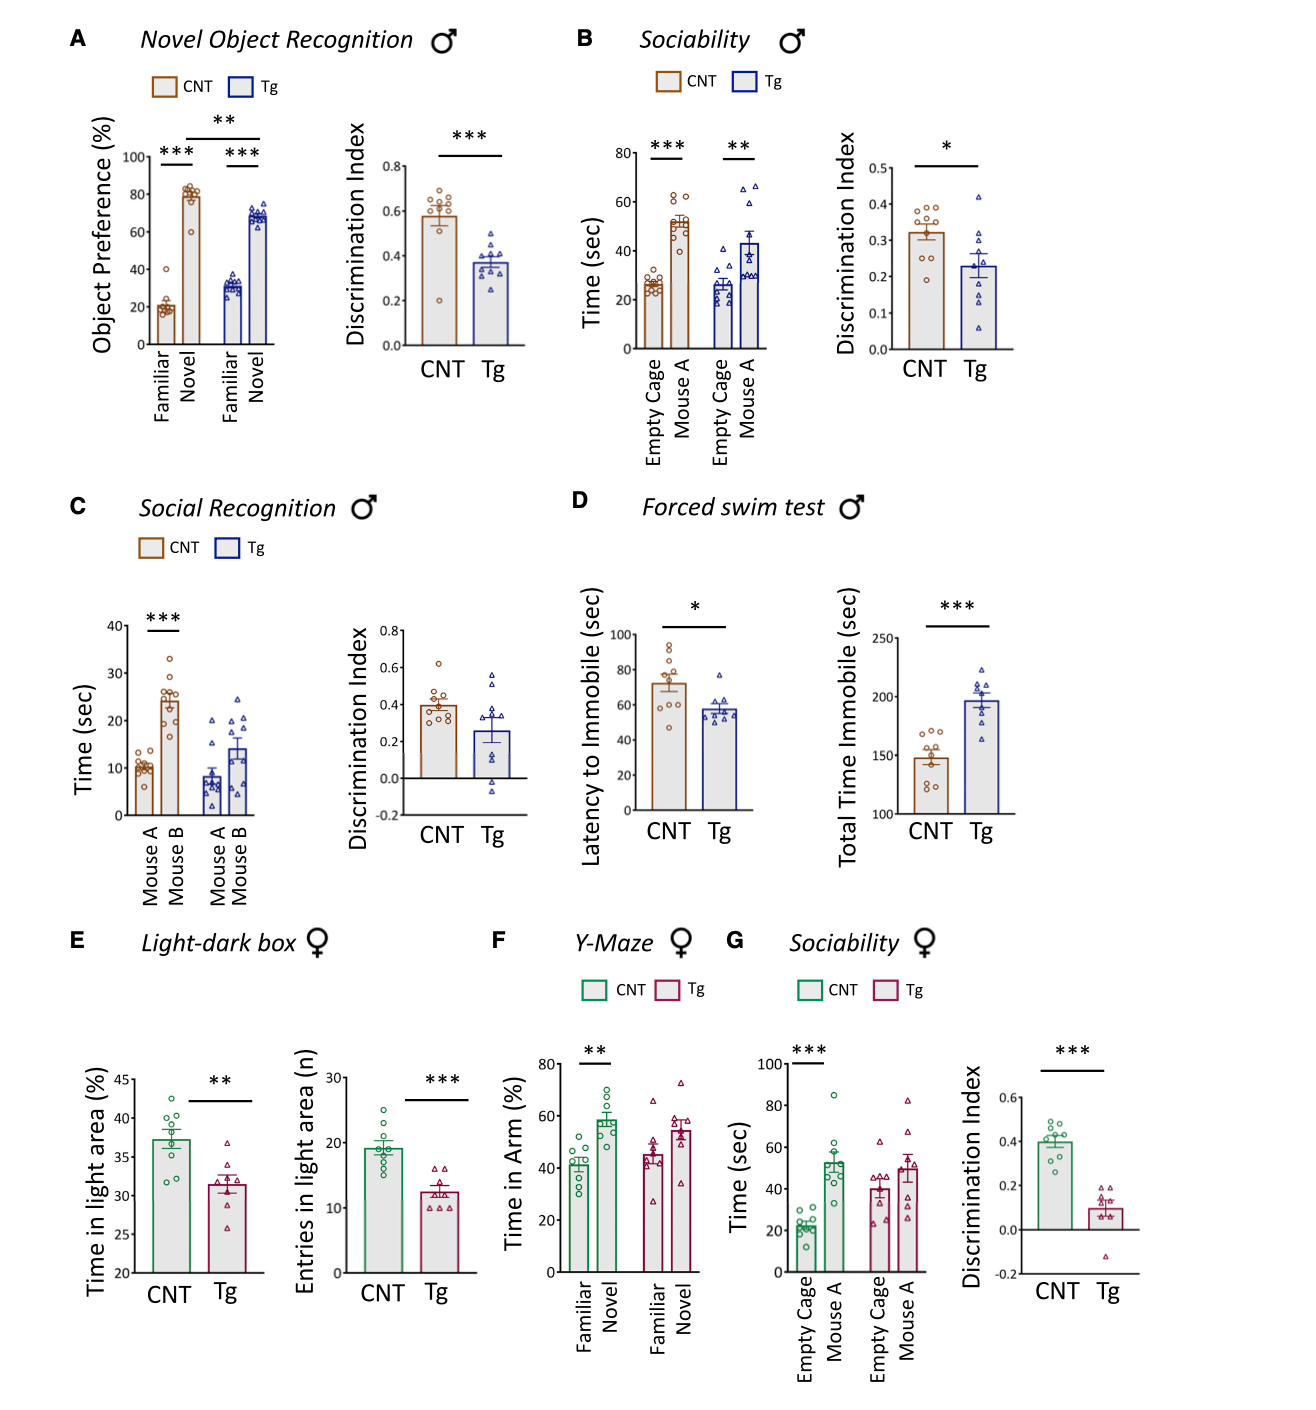 A Novel Object Recognition ♂
CNT Tg
Object Preference (%)
100
80
60
40
20
0
***
**
***
Familiar
Novel
Familiar
Novel
Discrimination Index
0.8
0.6
0.4
0.2
0.0
***
CNT Tg
B Sociability ♂
CNT Tg
Time (sec)
80
60
40
20
0
***
**
Empty Cage
Mouse A
Empty Cage
Mouse A
Discrimination Index
0.5
0.4
0.3
0.2
0.1
0.0
*
CNT Tg
C Social Recognition ♂
CNT Tg
Time (sec)
40
30
20
10
0
***
Mouse A
Mouse B
Mouse A
Mouse B
Discrimination Index
0.8
0.6
0.4
0.2
0.0
-0.2
CNT Tg
D Forced swim test ♂
Latency to Immobile (sec)
100
80
60
40
20
0
*
CNT Tg
Total Time Immobile (sec)
250
200
150
100
***
CNT Tg
E Light-dark box ♀
Time in light area (%)
45
40
35
30
25
20
**
CNT Tg
Entries in light area (n)
30
20
10
0
***
CNT Tg
F Y-Maze ♀
CNT Tg
Time in Arm (%)
80
60
40
20
0
**
Familiar
Novel
Familiar
Novel
G Sociability ♀
CNT Tg
Time (sec)
100
80
60
40
20
0
***
Empty Cage
Mouse A
Empty Cage
Mouse A
Discrimination Index
0.6
0.4
0.2
0.0
-0.2
***
CNT Tg